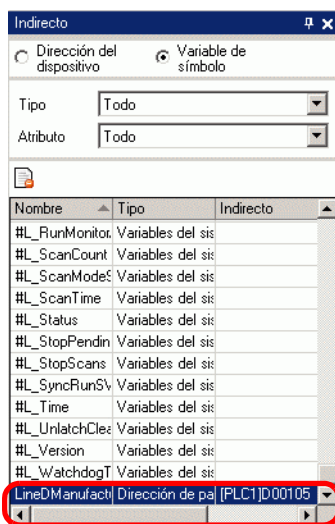 Indirecto
Dirección del dispositivo
Variable de símbolo
Tipo Todo
Atributo Todo
Nombre Tipo Indirecto
#L_RunMonitor. Variables del sis
#L_ScanCount Variables del sis
#L_ScanModeS Variables del sis
#L_ScanTime Variables del sis
#L_Status Variables del sis
#L_StopPendin Variables del sis
#L_StopScans Variables del sis
#L_SyncRunSV Variables del sis
#L_Time Variables del sis
#L_UnlatchClea Variables del sis
#L_Version Variables del sis
#L_WatchdogT Variables del sis
LineDManufactu Dirección de pa [PLC1]D00105